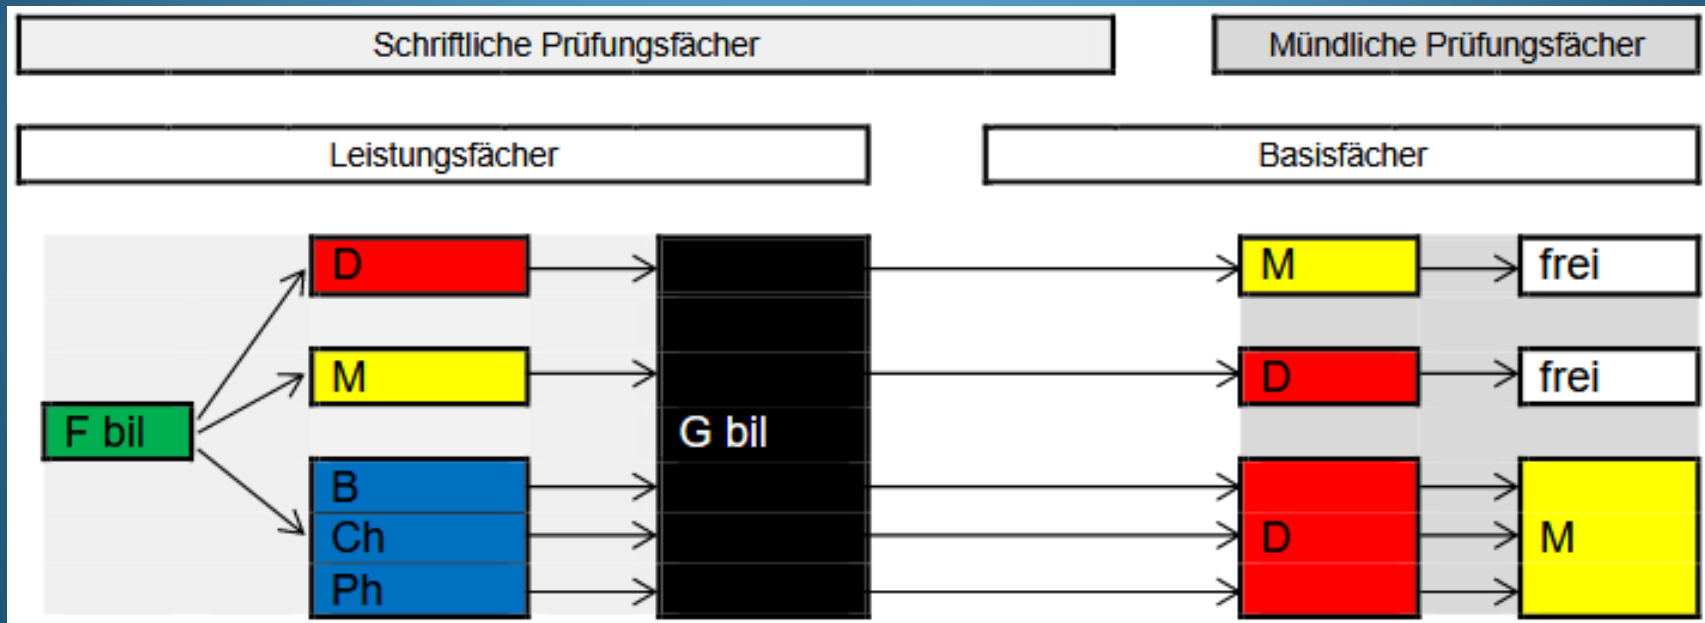 Schriftliche Prüfungsfächer
Mündliche Prüfungsfächer
Leistungsfächer
Basisfächer
D
M
frei
M
D
frei
F bil
G bil
B
Ch
D
M
Ph